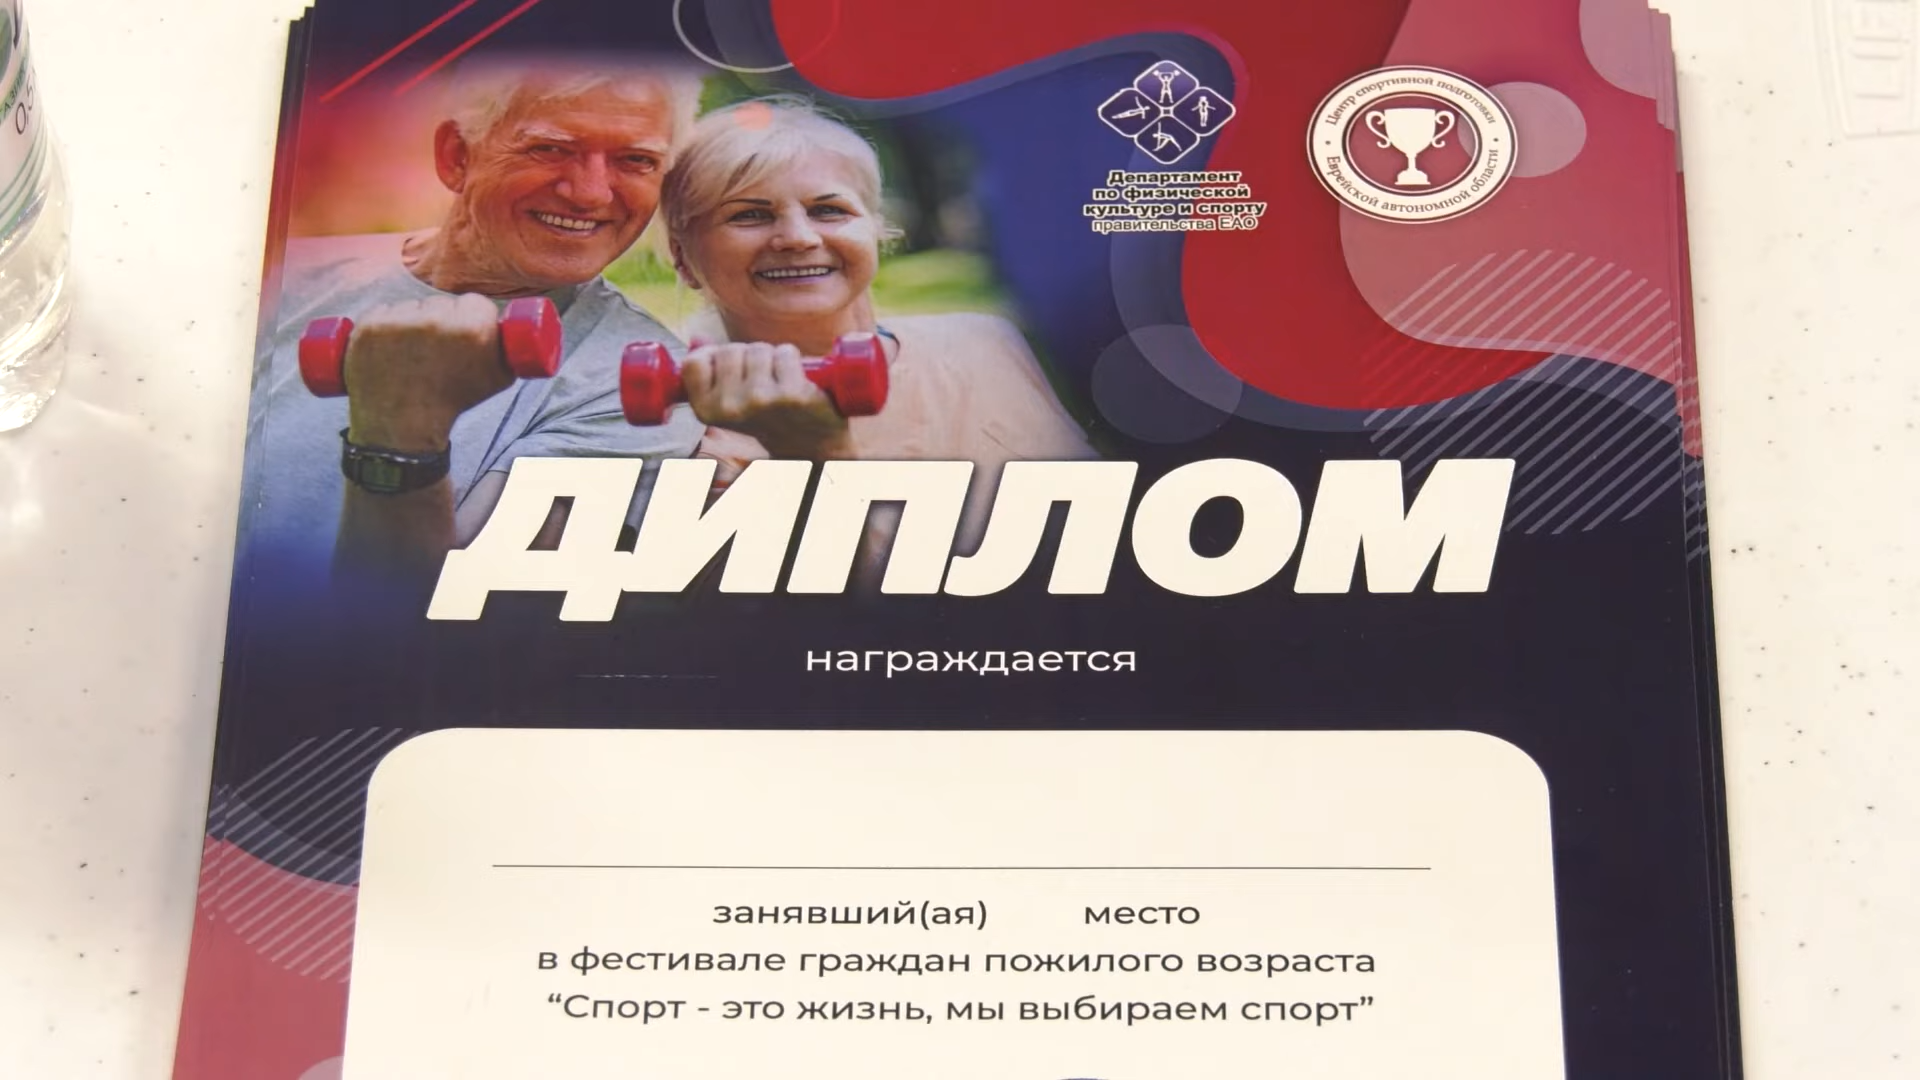 Департамент
по физической
культуре и спорту
правительства ЕАО
Центр спортивной подготовки
Еврейской автономной области
ДИПЛОМ
награждается
занявший(ая) место
в фестивале граждан пожилого возраста
“Спорт - это жизнь, мы выбираем спорт”